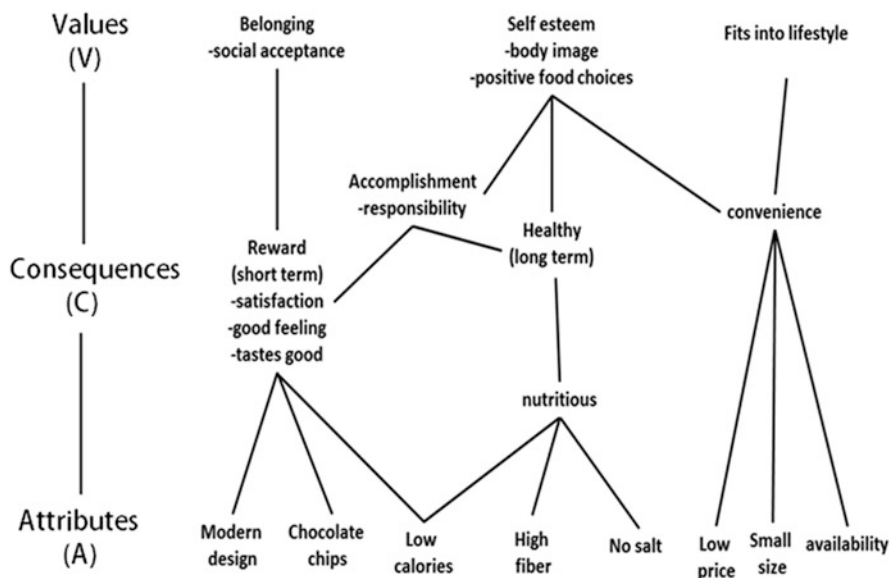 Values
(V)
Belonging
-social acceptance
Self esteem
-body image
-positive food choices
Fits into lifestyle
Accomplishment
-responsibility
convenience
Consequences
(C)
Reward
(short term)
-satisfaction
-good feeling
-tastes good
Healthy
(long term)
nutritious
Attributes
(A)
Modern
design
Chocolate
chips
Low
calories
High
fiber
No salt
Low
price
Small
size
availability